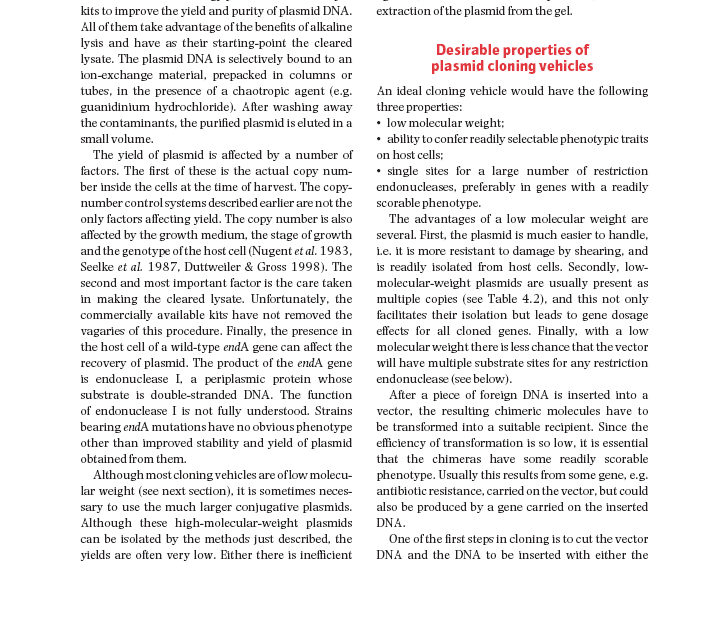 kits to improve the yield and purity of plasmid DNA.
All of them take advantage of the benefits of alkaline
lysis and have as their starting-point the cleared
lysate. The plasmid DNA is selectively bound to an
ion-exchange material, prepacked in columns or
tubes, in the presence of a chaotropic agent (e.g.
guanidinium hydrochloride). After washing away
the contaminants, the purified plasmid is eluted in a
small volume.
The yield of plasmid is affected by a number of
factors. The first of these is the actual copy num-
ber inside the cells at the time of harvest. The copy-
number control systems described earlier are not the
only factors affecting yield. The copy number is also
affected by the growth medium, the stage of growth
and the genotype of the host cell (Nugent et al. 1983,
Seelke et al. 1987, Duttweiler & Gross 1998). The
second and most important factor is the care taken
in making the cleared lysate. Unfortunately, the
commercially available kits have not removed the
vagaries of this procedure. Finally, the presence in
the host cell of a wild-type endA gene can affect the
recovery of plasmid. The product of the endA gene
is endonuclease I, a periplasmic protein whose
substrate is double-stranded DNA. The function
of endonuclease I is not fully understood. Strains
bearing endA mutations have no obvious phenotype
other than improved stability and yield of plasmid
obtained from them.
Although most cloning vehicles are of low molecu-
lar weight (see next section), it is sometimes neces-
sary to use the much larger conjugative plasmids.
Although these high-molecular-weight plasmids
can be isolated by the methods just described, the
yields are often very low. Either there is inefficient
extraction of the plasmid from the gel.
Desirable properties of
plasmid cloning vehicles
An ideal cloning vehicle would have the following
three properties:
• low molecular weight;
• ability to confer readily selectable phenotypic traits
on host cells;
• single sites for a large number of restriction
endonucleases, preferably in genes with a readily
scorable phenotype.
The advantages of a low molecular weight are
several. First, the plasmid is much easier to handle,
i.e. it is more resistant to damage by shearing, and
is readily isolated from host cells. Secondly, low-
molecular-weight plasmids are usually present as
multiple copies (see Table 4.2), and this not only
facilitates their isolation but leads to gene dosage
effects for all cloned genes. Finally, with a low
molecular weight there is less chance that the vector
will have multiple substrate sites for any restriction
endonuclease (see below).
After a piece of foreign DNA is inserted into a
vector, the resulting chimeric molecules have to
be transformed into a suitable recipient. Since the
efficiency of transformation is so low, it is essential
that the chimeras have some readily scorable
phenotype. Usually this results from some gene, e.g.
antibiotic resistance, carried on the vector, but could
also be produced by a gene carried on the inserted
DNA.
One of the first steps in cloning is to cut the vector
DNA and the DNA to be inserted with either the